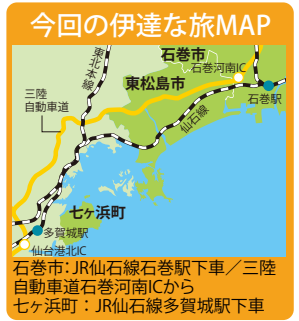 今回の伊達な旅MAP
東北本線
石巻市
石巻河南IC
東松島市
三陸
自動車道
石巻駅
仙石線
七ヶ浜町
多賀城駅
仙台港北IC
石巻市：JR仙石線石巻駅下車／三陸
自動車道石巻河南ICから
七ヶ浜町：JR仙石線多賀城駅下車